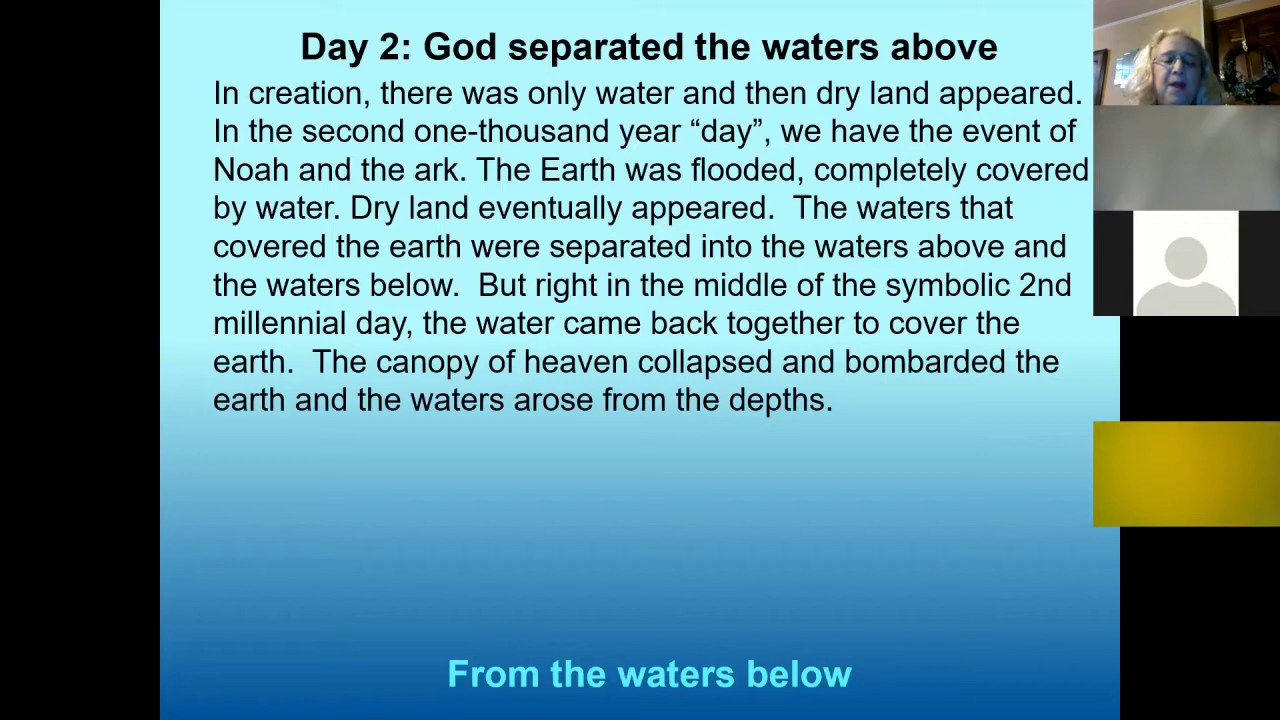 Day 2: God separated the waters above
In creation, there was only water and then dry land appeared.
In the second one-thousand year “day”, we have the event of
Noah and the ark. The Earth was flooded, completely covered
by water. Dry land eventually appeared.  The waters that
covered the earth were separated into the waters above and
the waters below.  But right in the middle of the symbolic 2nd
millennial day, the water came back together to cover the
earth.  The canopy of heaven collapsed and bombarded the
earth and the waters arose from the depths.
From the waters below